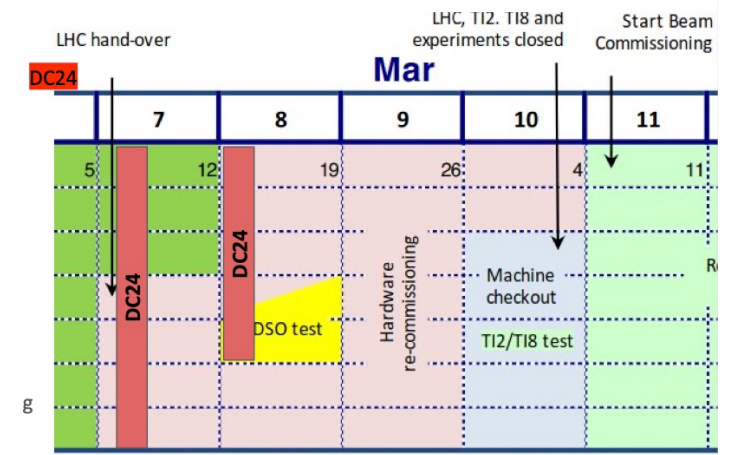 LHC, TI2. TI8 and
experiments closed
Start Beam
Commissioning
LHC hand-over
DC24
Mar
7 8 9 10 11
5 12 19 26 4 11
DC24
DC24
DSO test
Hardware
re-commissioning
Machine
checkout
TI2/TI8 test
R
g